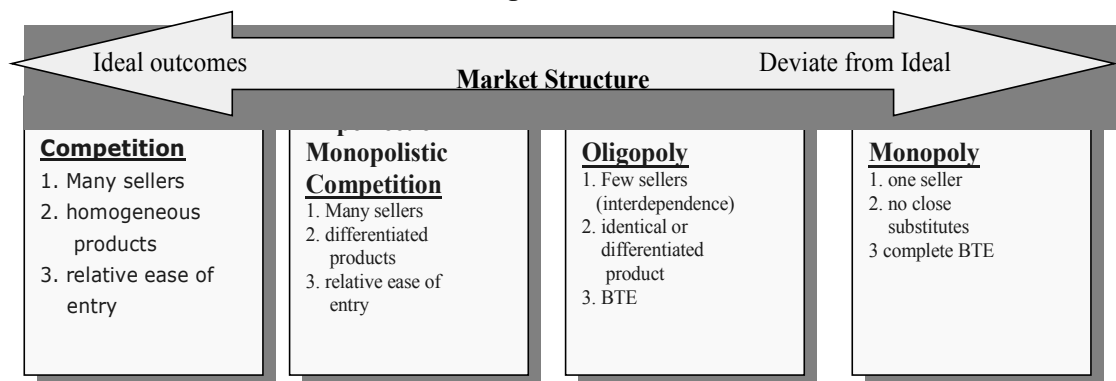 Ideal outcomes
Deviate from Ideal
Market Structure
Competition
1. Many sellers
2. homogeneous
products
3. relative ease of
entry
Monopolistic
Competition
1. Many sellers
2. differentiated
products
3. relative ease of
entry
Oligopoly
1. Few sellers
(interdependence)
2. identical or
differentiated
product
3. BTE
Monopoly
1. one seller
2. no close
substitutes
3 complete BTE